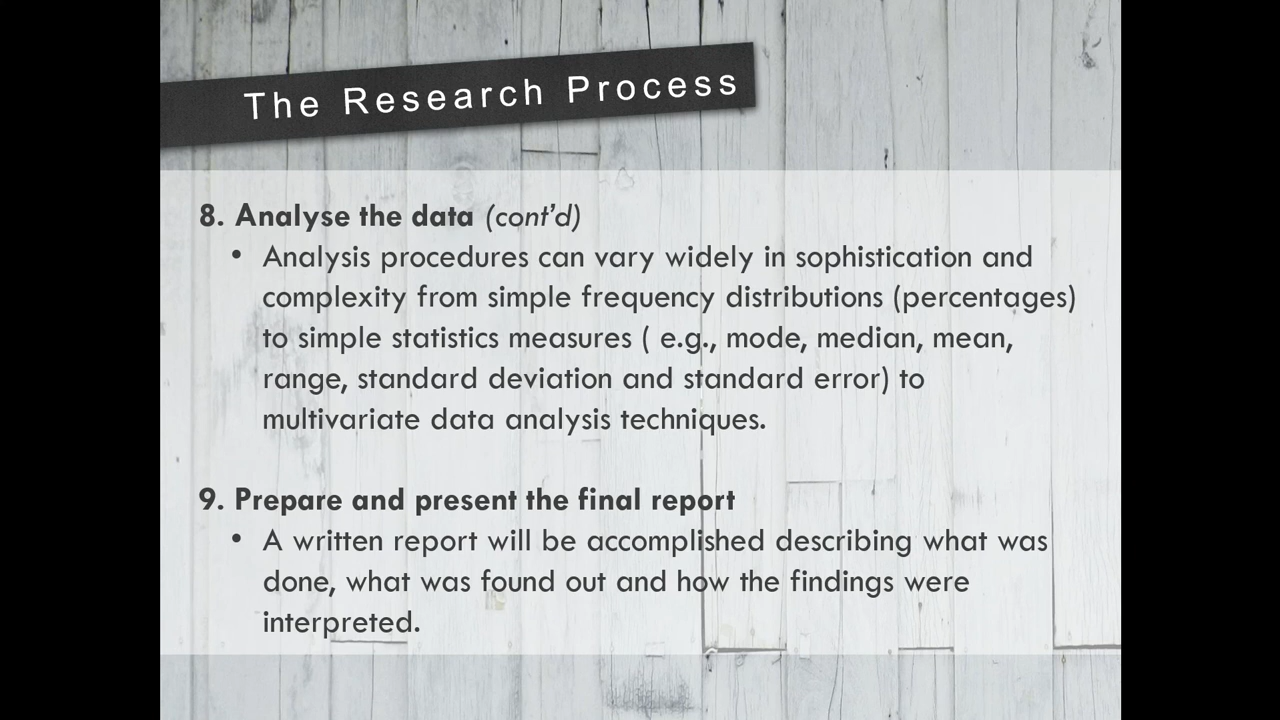 The Research Process
8. Analyse the data (cont’d)
• Analysis procedures can vary widely in sophistication and
complexity from simple frequency distributions (percentages)
to simple statistics measures ( e.g., mode, median, mean,
range, standard deviation and standard error) to
multivariate data analysis techniques.
9. Prepare and present the final report
• A written report will be accomplished describing what was
done, what was found out and how the findings were
interpreted.